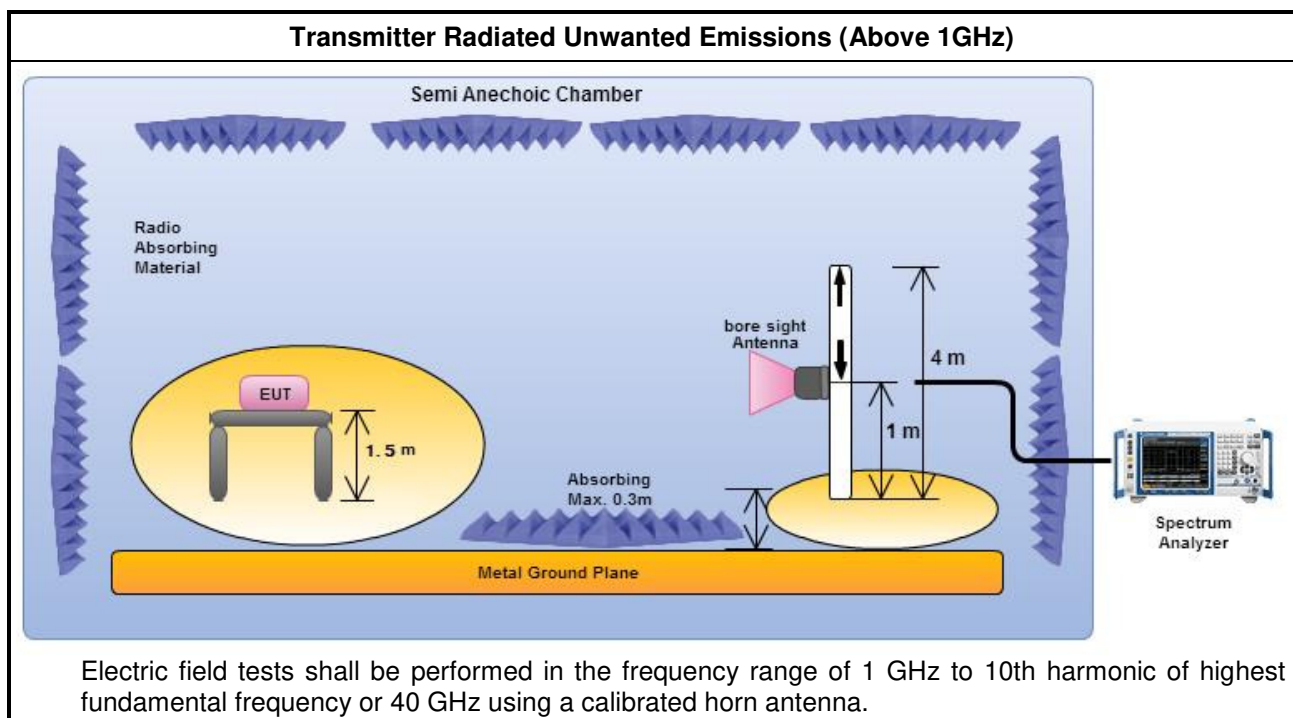 Transmitter Radiated Unwanted Emissions (Above 1GHz)
Semi Anechoic Chamber
Radio
Absorbing
Material
bore sight
Antenna
4 m
EUT
1.5 m
1 m
Absorbing
Max. 0.3m
Spectrum
Analyzer
Metal Ground Plane
Electric field tests shall be performed in the frequency range of 1 GHz to 10th harmonic of highest
fundamental frequency or 40 GHz using a calibrated horn antenna.